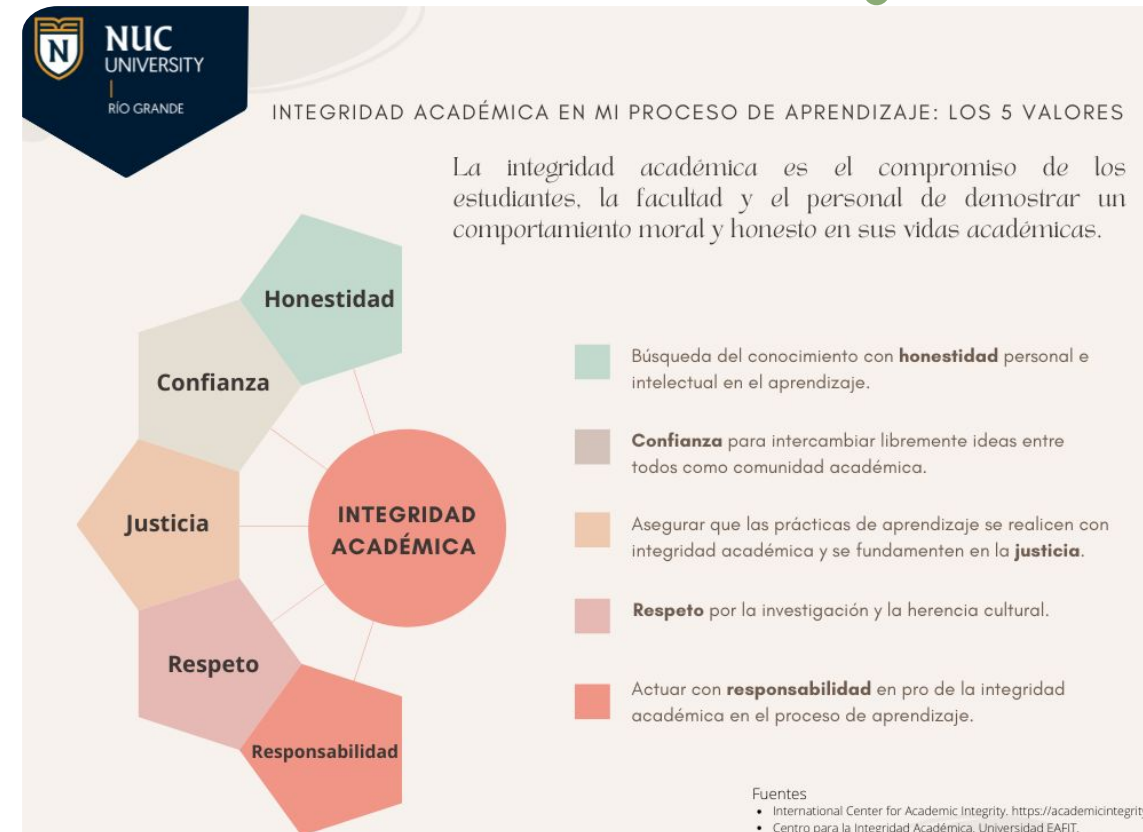 N
NUC
UNIVERSITY
RÍO GRANDE
INTEGRIDAD ACADÉMICA EN MI PROCESO DE APRENDIZAJE: LOS 5 VALORES
La integridad académica es el compromiso de los
estudiantes, la facultad y el personal de demostrar un
comportamiento moral y honesto en sus vidas académicas.
Honestidad
Confianza
Justicia
Respeto
Responsabilidad
INTEGRIDAD
ACADÉMICA
Búsqueda del conocimiento con honestidad personal e
intelectual en el aprendizaje.
Confianza para intercambiar libremente ideas entre
todos como comunidad académica.
Asegurar que las prácticas de aprendizaje se realicen con
integridad académica y se fundamenten en la justicia.
Respeto por la investigación y la herencia cultural.
Actuar con responsabilidad en pro de la integridad
académica en el proceso de aprendizaje.
Fuentes
• International Center for Academic Integrity. https://academicintegrit
• Centro para la Integridad Académica. Universidad EAFIT.